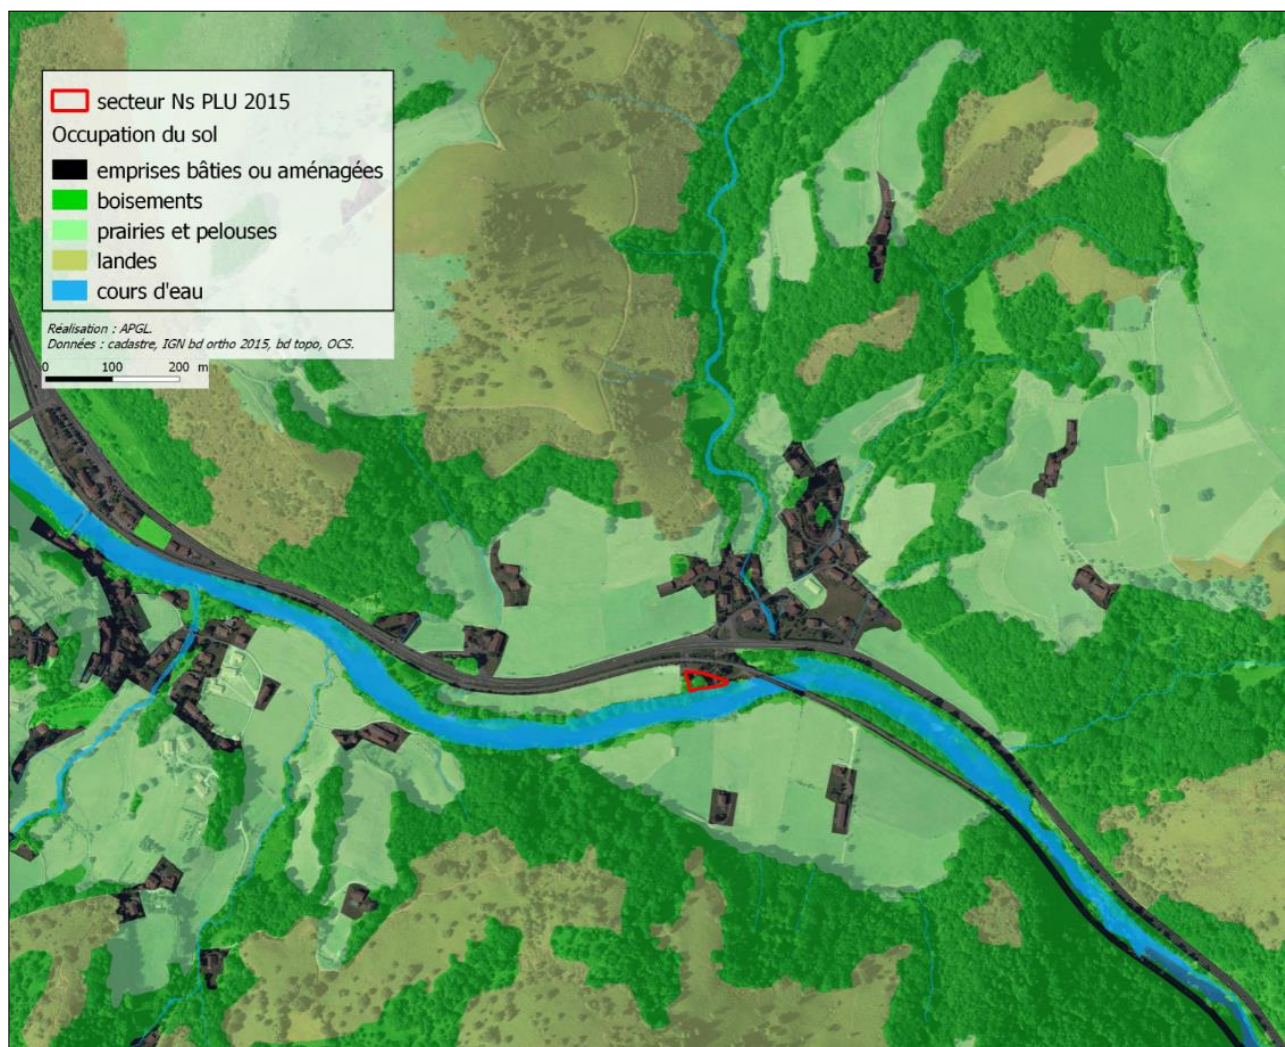 secteur Ns PLU 2015
Occupation du sol
emprises bâties ou aménagées
boisements
prairies et pelouses
landes
cours d'eau
Réalisation : APGL.
Données : cadastre, IGN bd ortho 2015, bd topo, OCS.
0 100 200 m